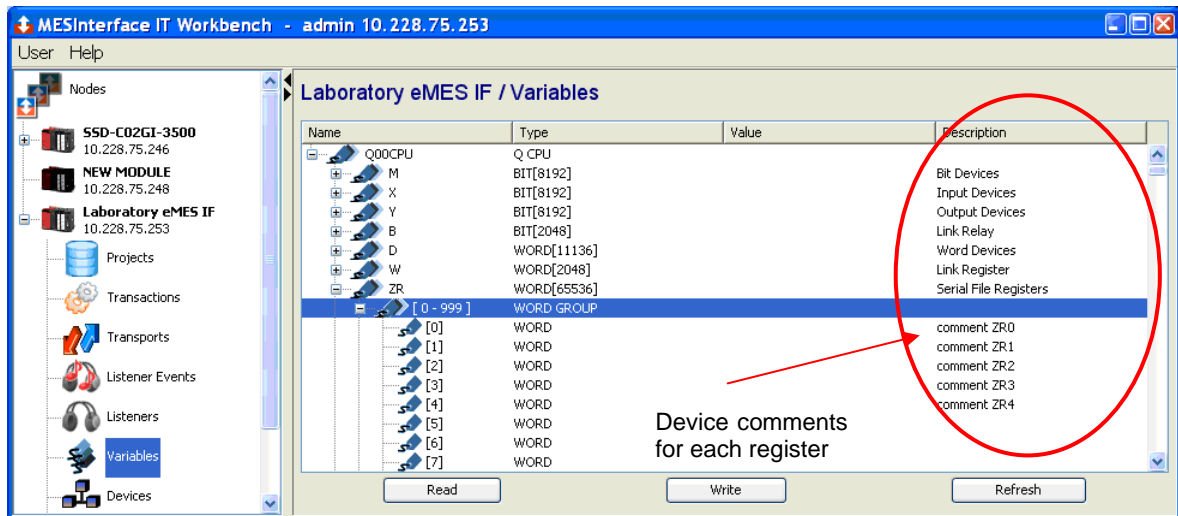 MESInterface IT Workbench - admin 10.228.75.253
User Help
Nodes
SSD-C02GI-3500
10.228.75.246
NEW MODULE
10.228.75.248
Laboratory eMES IF
10.228.75.253
Projects
Transactions
Transports
Listener Events
Listeners
Variables
Devices
Laboratory eMES IF / Variables
Name Type Value Description
Q00CPU Q CPU
M BIT[8192] Bit Devices
X BIT[8192] Input Devices
Y BIT[8192] Output Devices
B BIT[2048] Link Relay
D WORD[11136] Word Devices
W WORD[2048] Link Register
ZR WORD[65536] Serial File Registers
[ 0 - 999 ] WORD GROUP
[0] WORD comment ZR0
[1] WORD comment ZR1
[2] WORD comment ZR2
[3] WORD comment ZR3
[4] WORD comment ZR4
[5] WORD
[6] WORD
[7] WORD
Device comments
for each register
Read Write Refresh